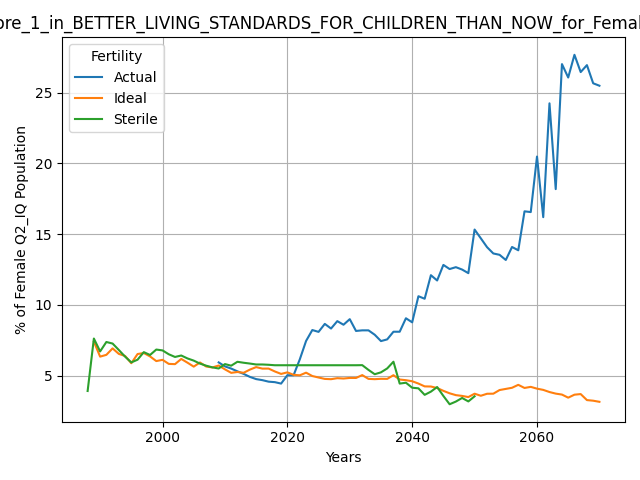 ore_1_in_BETTER_LIVING_STANDARDS_FOR_CHILDREN_THAN_NOW_for_Femal
Fertility
Actual
Ideal
Sterile
% of Female Q2_IQ Population
25
20
15
10
5
2000
2020
2040
2060
Years